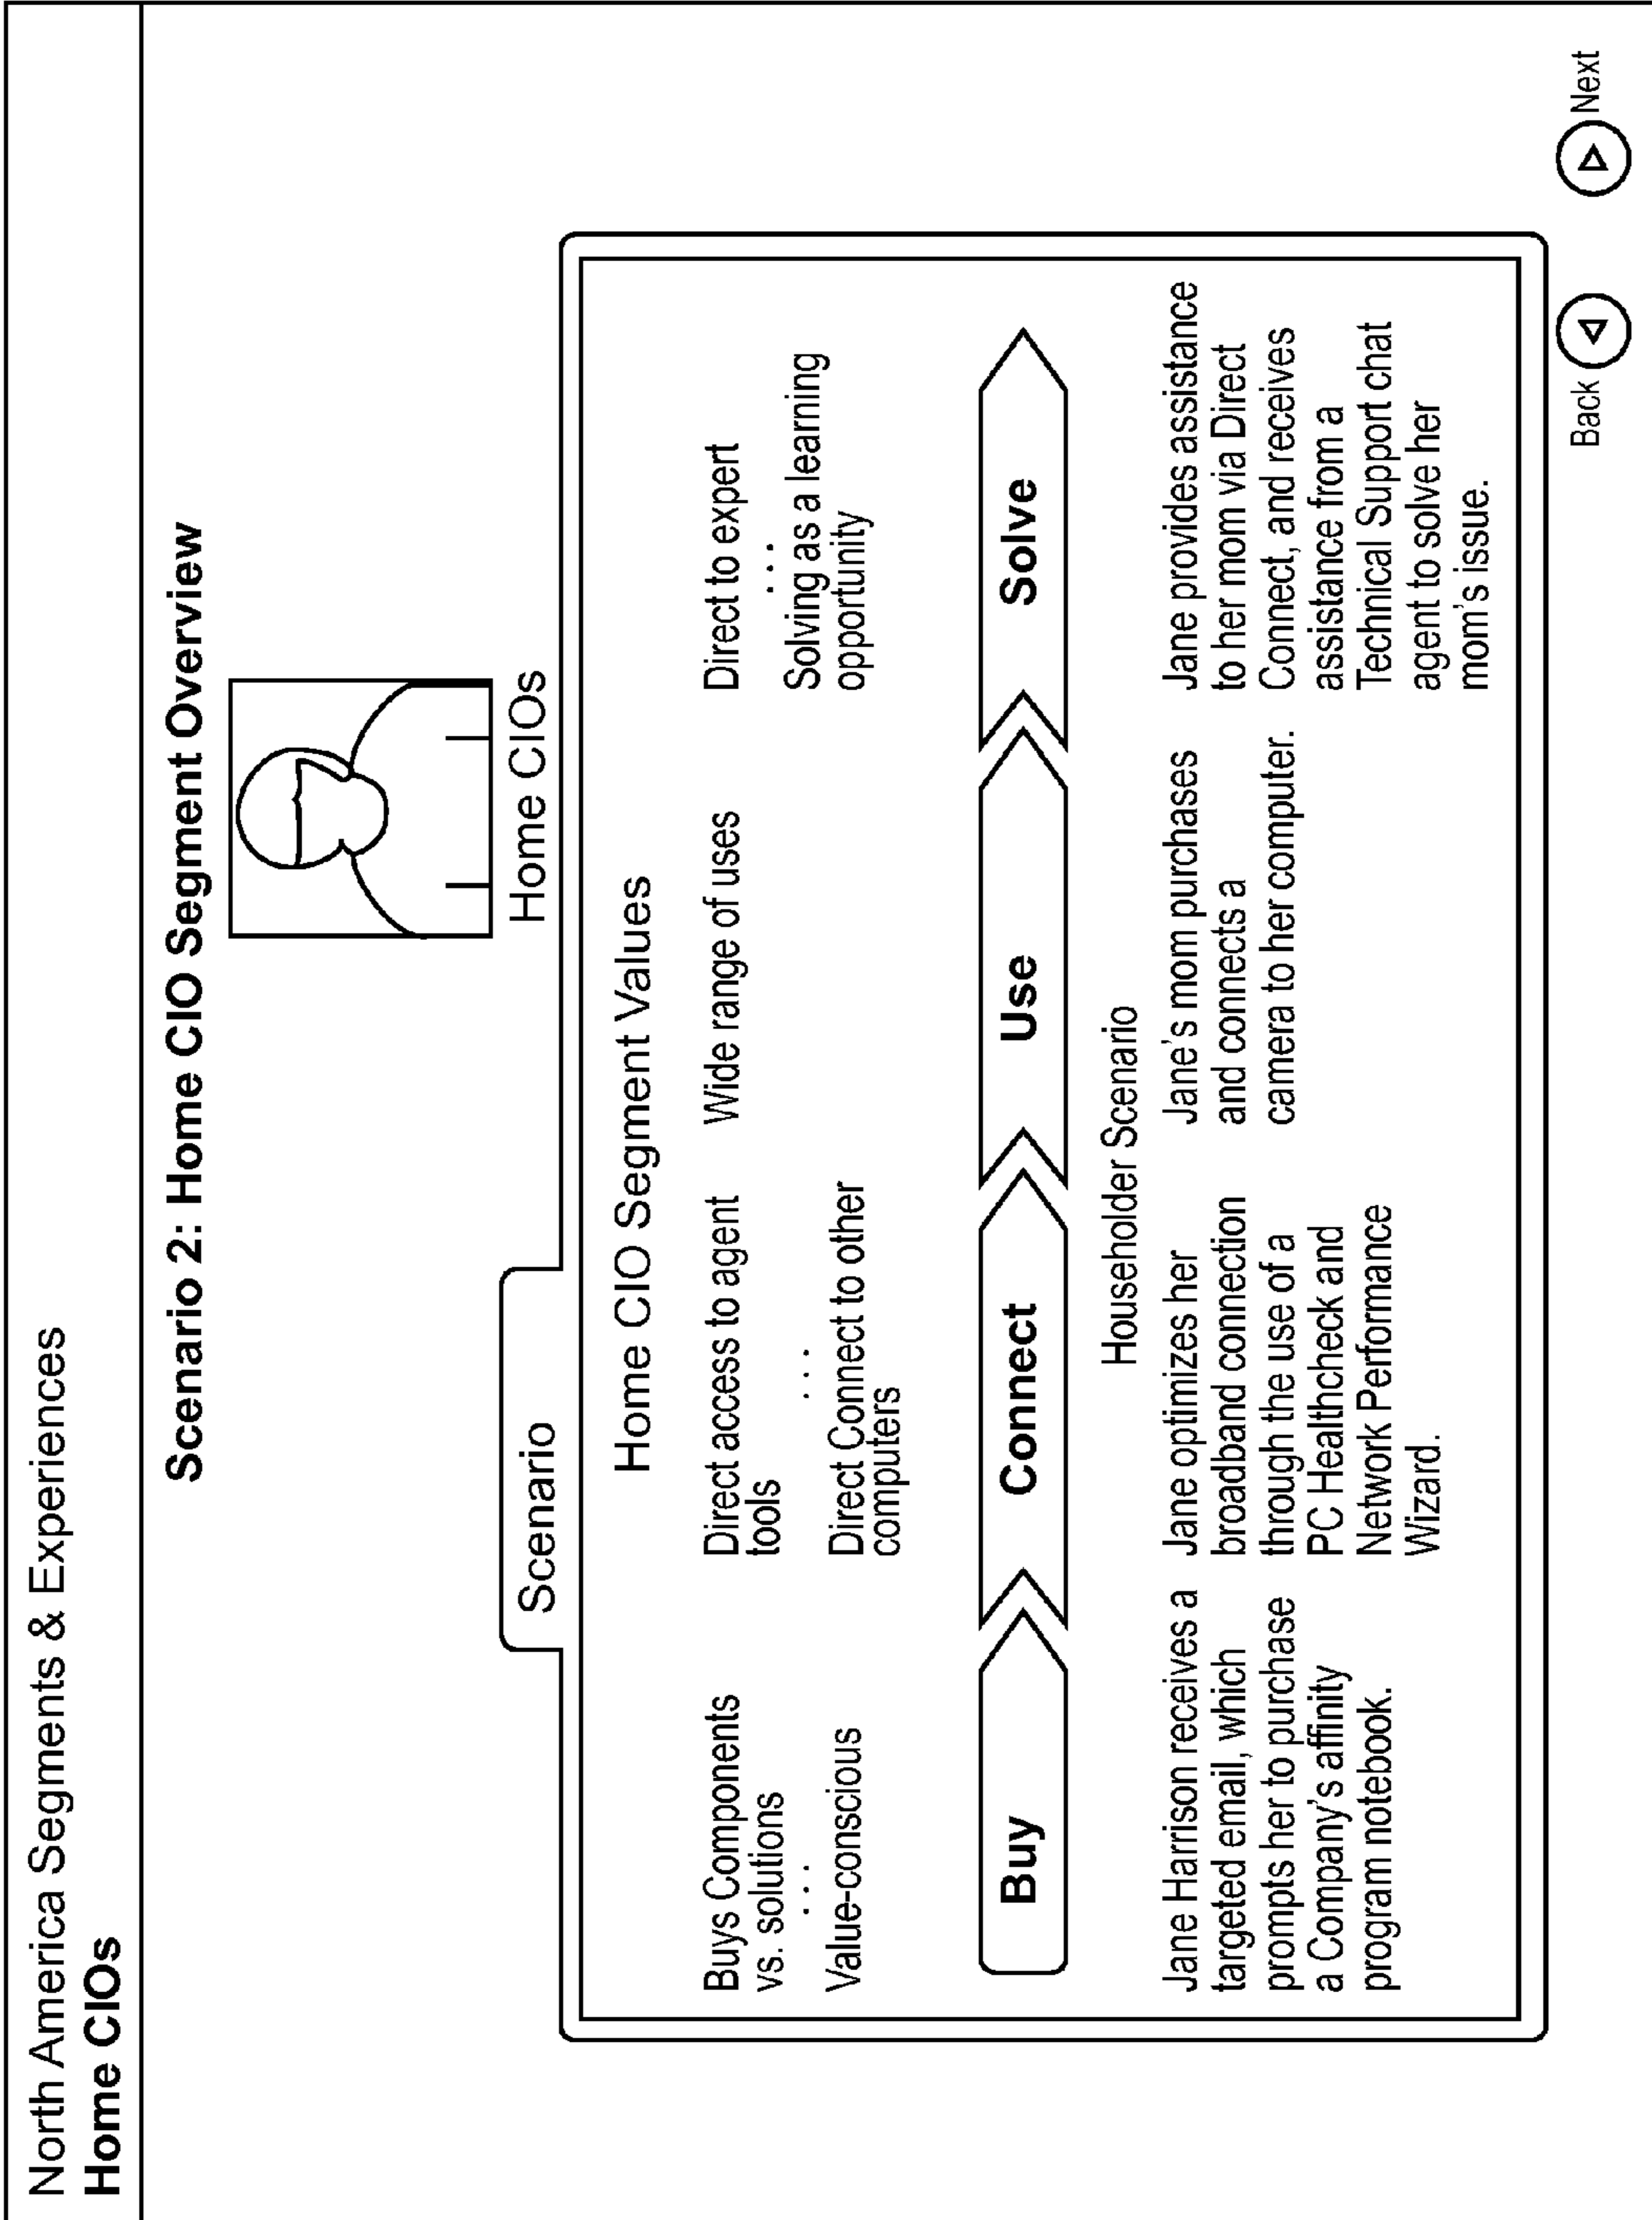 North America Segments & Experiences
Home CIOs
Scenario 2: Home CIO Segment Overview
Home CIOs
Scenario
Home CIO Segment Values
Buys Components
vs. solutions
. . .
Value-conscious
Direct access to agent
tools
. . .
Direct Connect to other
computers
Wide range of uses
Direct to expert
. . .
Solving as a learning
opportunity
Buy
Connect
Use
Solve
Householder Scenario
Jane Harrison receives a
targeted email, which
prompts her to purchase
a Company's affinity
program notebook.
Jane optimizes her
broadband connection
through the use of a
PC Healthcheck and
Network Performance
Wizard.
Jane's mom purchases
and connects a
camera to her computer.
Jane provides assistance
to her mom via Direct
Connect, and receives
assistance from a
Technical Support chat
agent to solve her
mom's issue.
Back
Next